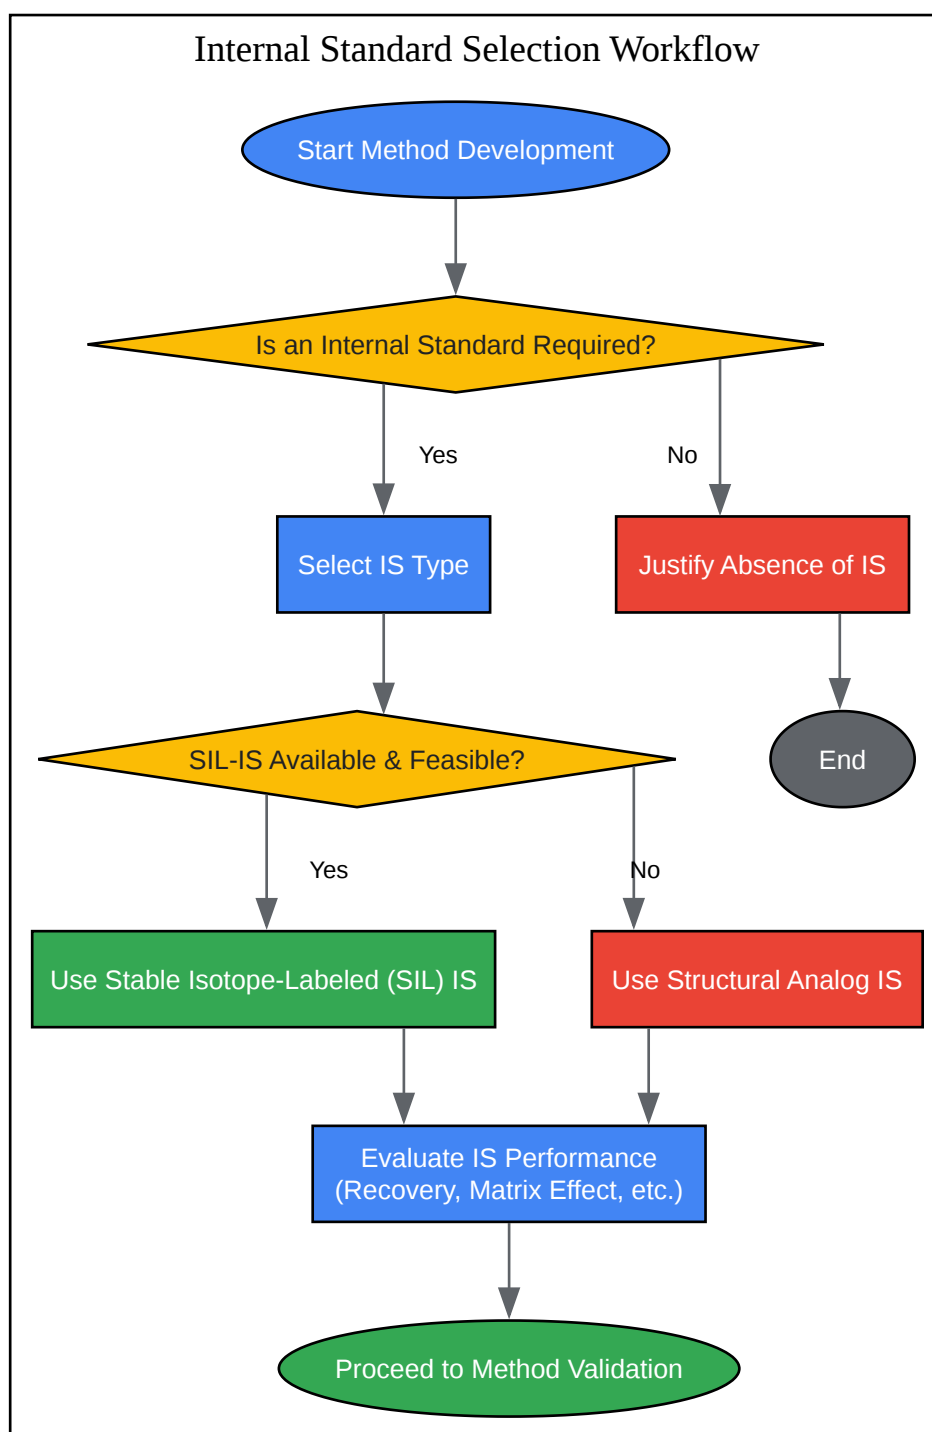 Internal Standard Selection Workflow
Start Method Development
Is an Internal Standard Required?
Yes
No
Select IS Type
Justify Absence of IS
SIL-IS Available & Feasible?
End
Yes
No
Use Stable Isotope-Labeled (SIL) IS
Use Structural Analog IS
Evaluate IS Performance
(Recovery, Matrix Effect, etc.)
Proceed to Method Validation